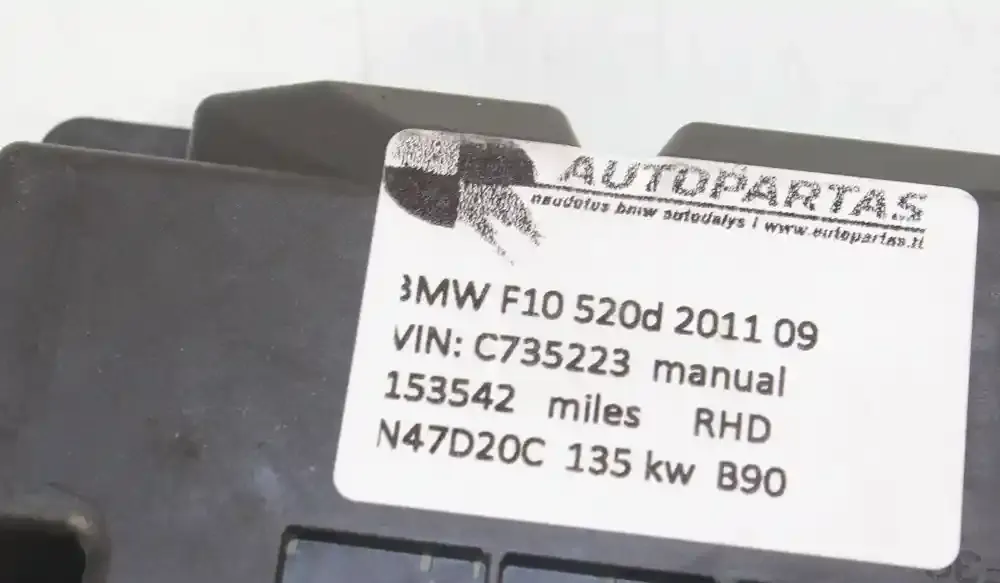 AUTOPARTAS
naudotos bmw autodalys | www.autopartas.lt
BMW F10 520d 2011 09
VIN: C735223 manual
153542 miles RHD
N47D20C 135 kw B90